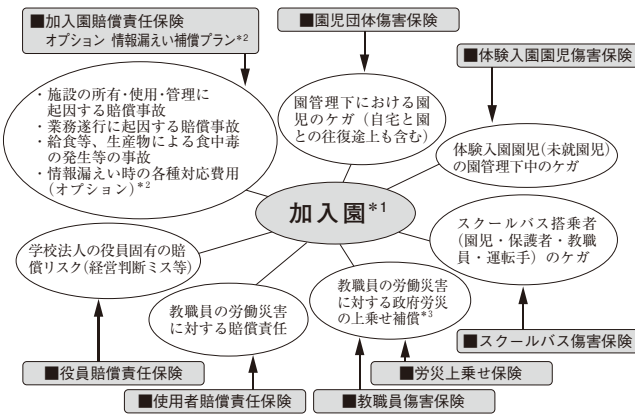 ■加入園賠償責任保険
オプション 情報漏えい補償プラン*2
■園児団体傷害保険
■体験入園園児傷害保険
・施設の所有・使用・管理に
起因する賠償事故
・業務遂行に起因する賠償事故
・給食等、生産物による食中毒
の発生等の事故
・情報漏えい時の各種対応費用
(オプション)*2
園管理下における園
児のケガ(自宅と園
との往復途上も含む)
体験入園園児(未就園児)
の園管理下中のケガ
加入園*1
スクールバス搭乗者
(園児・保護者・教職
員・運転手)のケガ
学校法人の役員固有の賠
償リスク(経営判断ミス等)
教職員の労働災害
に対する賠償責任
教職員の労働災害
に対する政府労災
の上乗せ補償*3
■スクールバス傷害保険
■役員賠償責任保険
■労災上乗せ保険
■使用者賠償責任保険
■教職員傷害保険